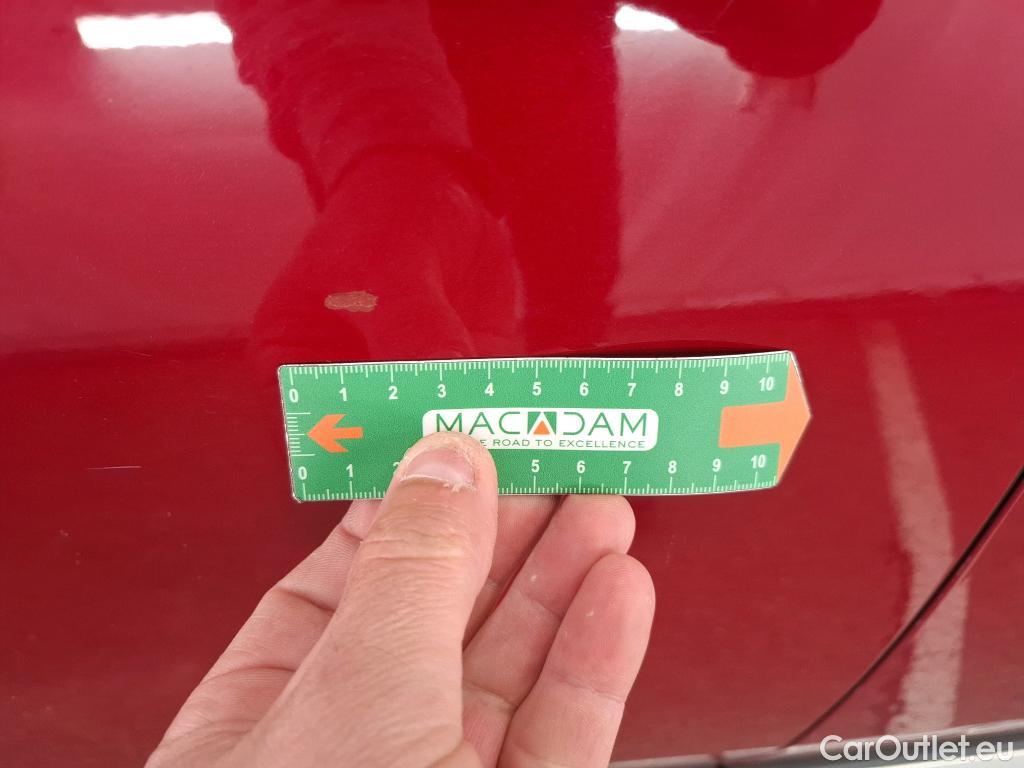 0 1 2 3 4 5 6 7 8 9 10
MACADAM
E ROAD TO EXCELLENCE
0 1 2 5 6 7 8 9 10
CarOutlet.eu